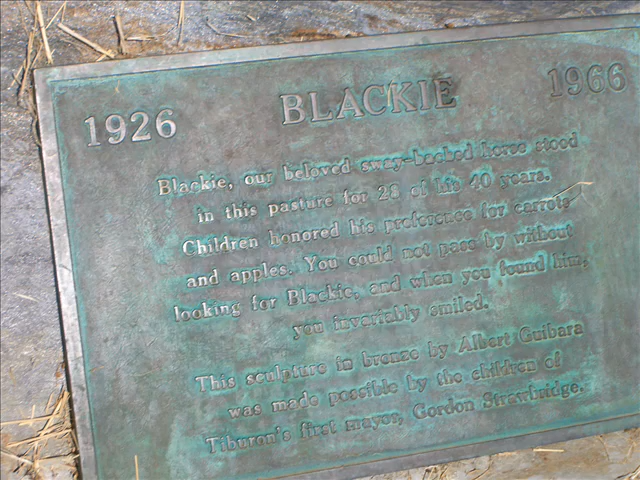 1926 BLACKIE 1966
Blackie, our beloved sway-backed horse stood
in this pasture for 28 of his 40 years.
Children honored his preference for carrots
and apples. You could not pass by without
looking for Blackie, and when you found him,
you invariably smiled.
This sculpture in bronze by Albert Guibara
was made possible by the children of
Tiburon's first mayor, Gordon Strawbridge.